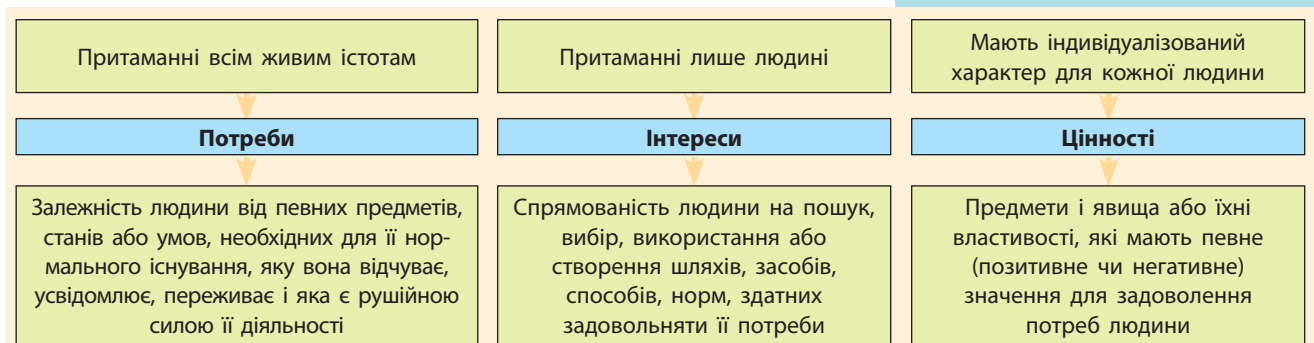 Притаманні всім живим істотам
Потреби
Залежність людини від певних предметів,
станів або умов, необхідних для її нор-
мального існування, яку вона відчуває,
усвідомлює, переживає і яка є рушійною
силою її діяльності
Притаманні лише людині
Інтереси
Спрямованість людини на пошук,
вибір, використання або
створення шляхів, засобів,
способів, норм, здатних
задовольняти її потреби
Мають індивідуалізований
характер для кожної людини
Цінності
Предмети і явища або їхні
властивості, які мають певне
(позитивне чи негативне)
значення для задоволення
потреб людини